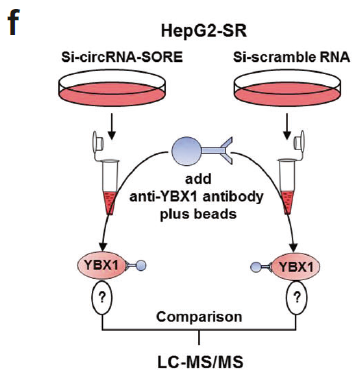 f
HepG2-SR
Si-circRNA-SORE
Si-scramble RNA
add
anti-YBX1 antibody
plus beads
YBX1
YBX1
?
?
Comparison
LC-MS/MS